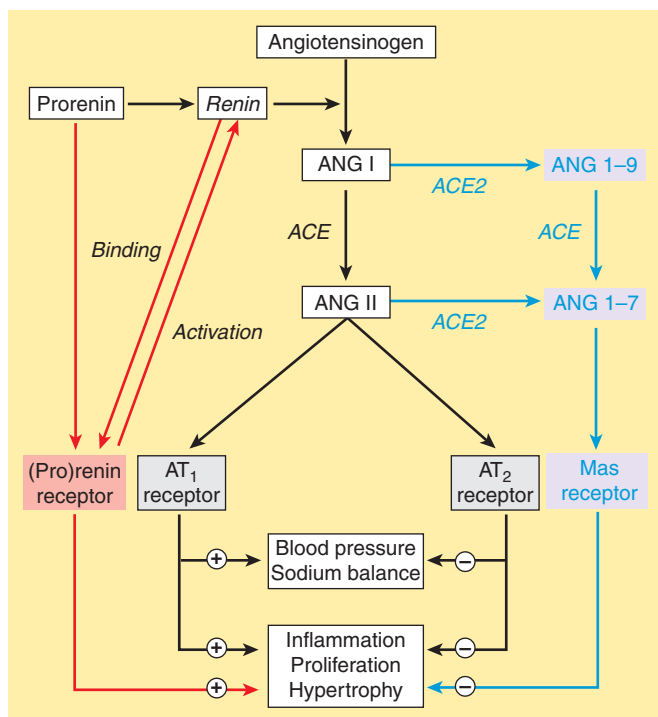 Angiotensinogen
Prorenin
Renin
ANG I
ACE2
ANG 1–9
Binding
ACE
ACE
ANG II
ACE2
ANG 1–7
Activation
(Pro)renin
receptor
AT₁
receptor
AT₂
receptor
Mas
receptor
+
Blood pressure
Sodium balance
−
+
Inflammation
Proliferation
Hypertrophy
−
+
−